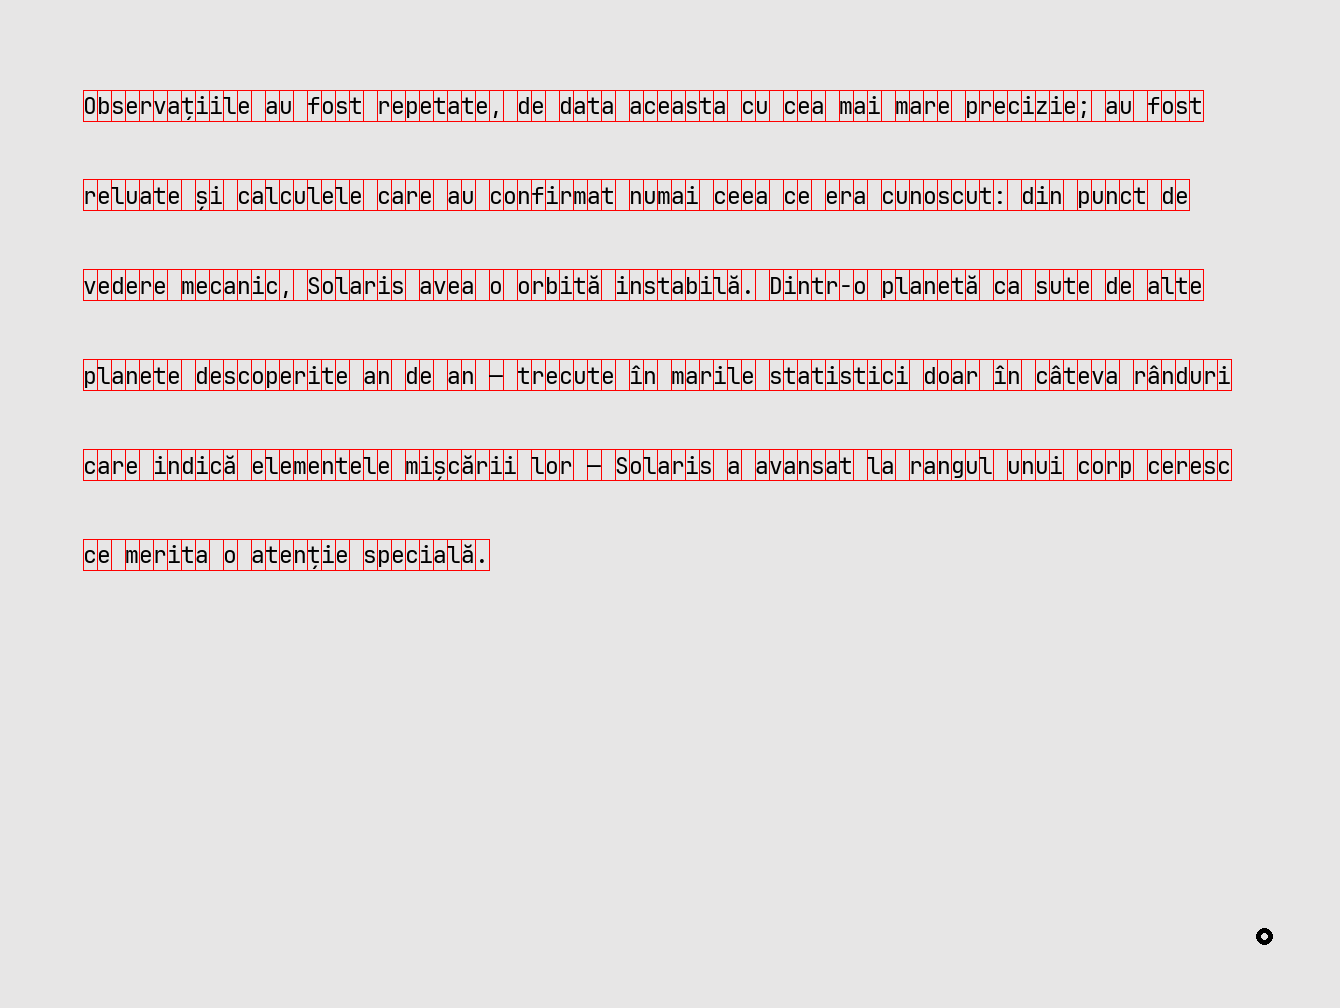 Observațiile au fost repetate, de data aceasta cu cea mai mare precizie; au fost
reluate și calculele care au confirmat numai ceea ce era cunoscut: din punct de
vedere mecanic, Solaris avea o orbită instabilă. Dintr-o planetă ca sute de alte
planete descoperite an de an — trecute în marile statistici doar în câteva rânduri
care indică elementele mișcării lor — Solaris a avansat la rangul unui corp ceresc
ce merita o atenție specială.